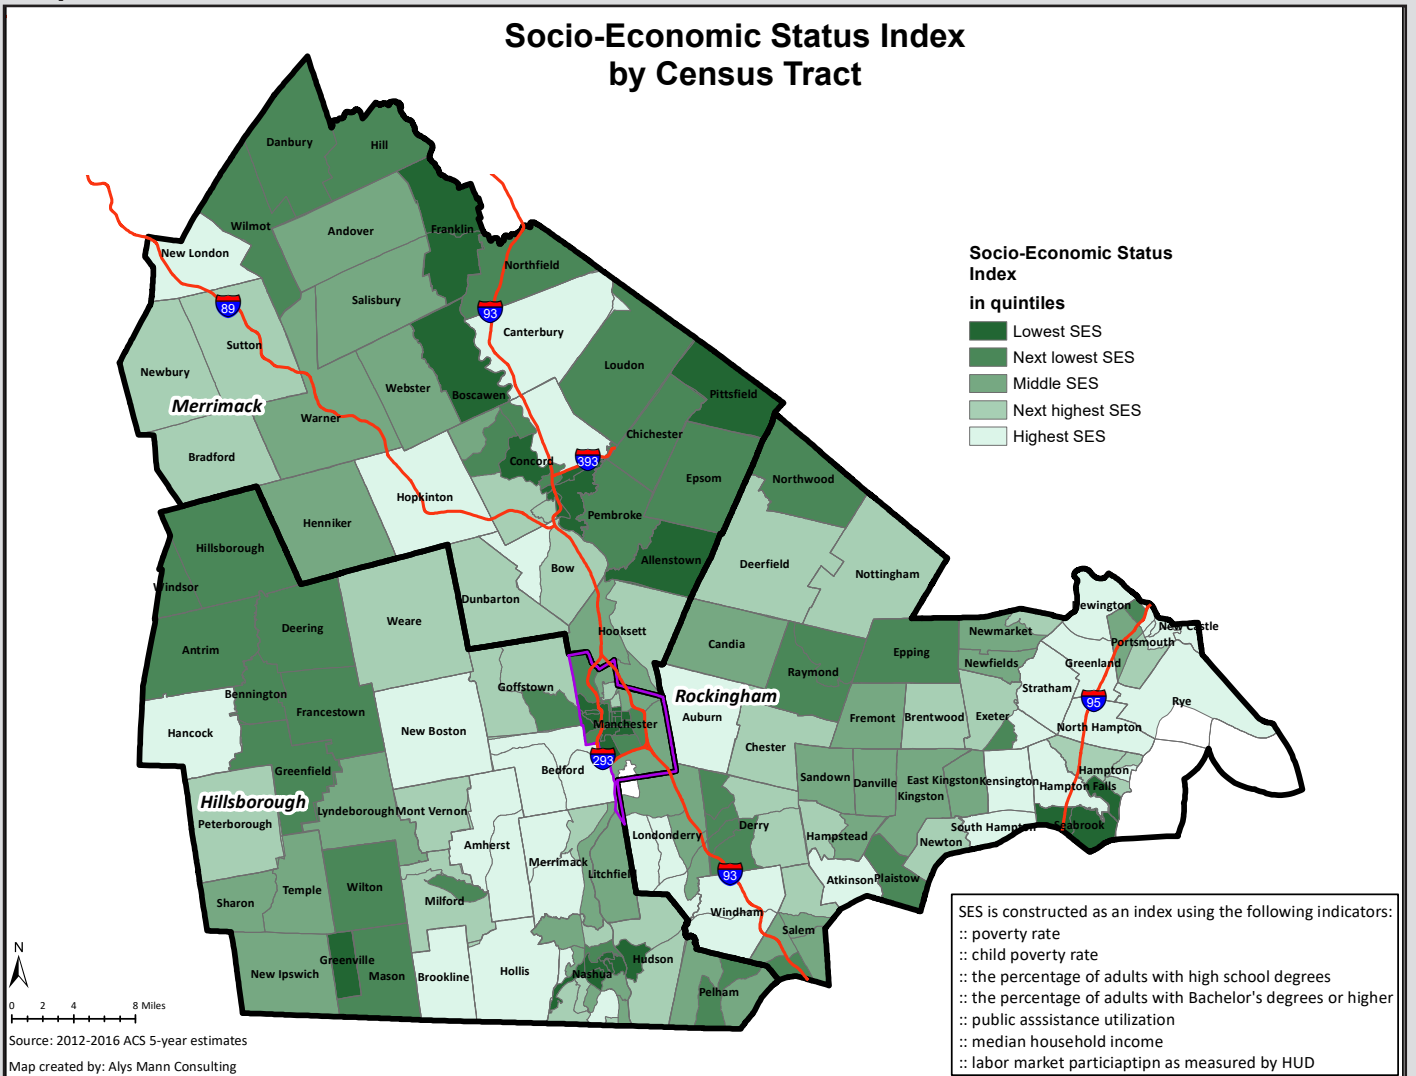 Socio-Economic Status Index
by Census Tract
Danbury
Hill
Wilmot
Andover
Franklin
New London
Northfield
Salisbury
89
93
Canterbury
Sutton
Loudon
Newbury
Webster
Boscawen
Pittsfield
Merrimack
Warner
Chichester
Bradford
Concord
393
Epsom
Northwood
Hopkinton
Henniker
Pembroke
Hillsborough
Allenstown
Deerfield
Bow
Nottingham
Windsor
Dunbarton
Weare
Deering
Hooksett
Candia
Antrim
Raymond
Epping
Newmarket
Newfields
ewington
New Castle
Portsmouth
Greenland
Stratham
95
Rye
North Hampton
Bennington
Goffstown
Rockingham
Francestown
Hancock
New Boston
Manchester
Auburn
Fremont
Brentwood
Exeter
Chester
293
Bedford
Greenfield
Sandown
Danville
East Kingston
Kingston
Kensington
Hampton
Hampton Falls
Hillsborough
Peterborough
Lyndeborough
Mont Vernon
Amherst
Merrimack
Londonderry
Derry
Hampstead
Newton
South Hampton
Seabrook
Litchfield
93
Atkinson
Plaistow
Temple
Wilton
Milford
Sharon
Windham
Salem
New Ipswich
Greenville
Mason
Brookline
Hollis
Nashua
Hudson
Pelham
Socio-Economic Status
Index
in quintiles
Lowest SES
Next lowest SES
Middle SES
Next highest SES
Highest SES
SES is constructed as an index using the following indicators:
:: poverty rate
:: child poverty rate
:: the percentage of adults with high school degrees
:: the percentage of adults with Bachelor's degrees or higher
:: public asssistance utilization
:: median household income
:: labor market particiaptipn as measured by HUD
N
0 2 4 8 Miles
Source: 2012-2016 ACS 5-year estimates
Map created by: Alys Mann Consulting